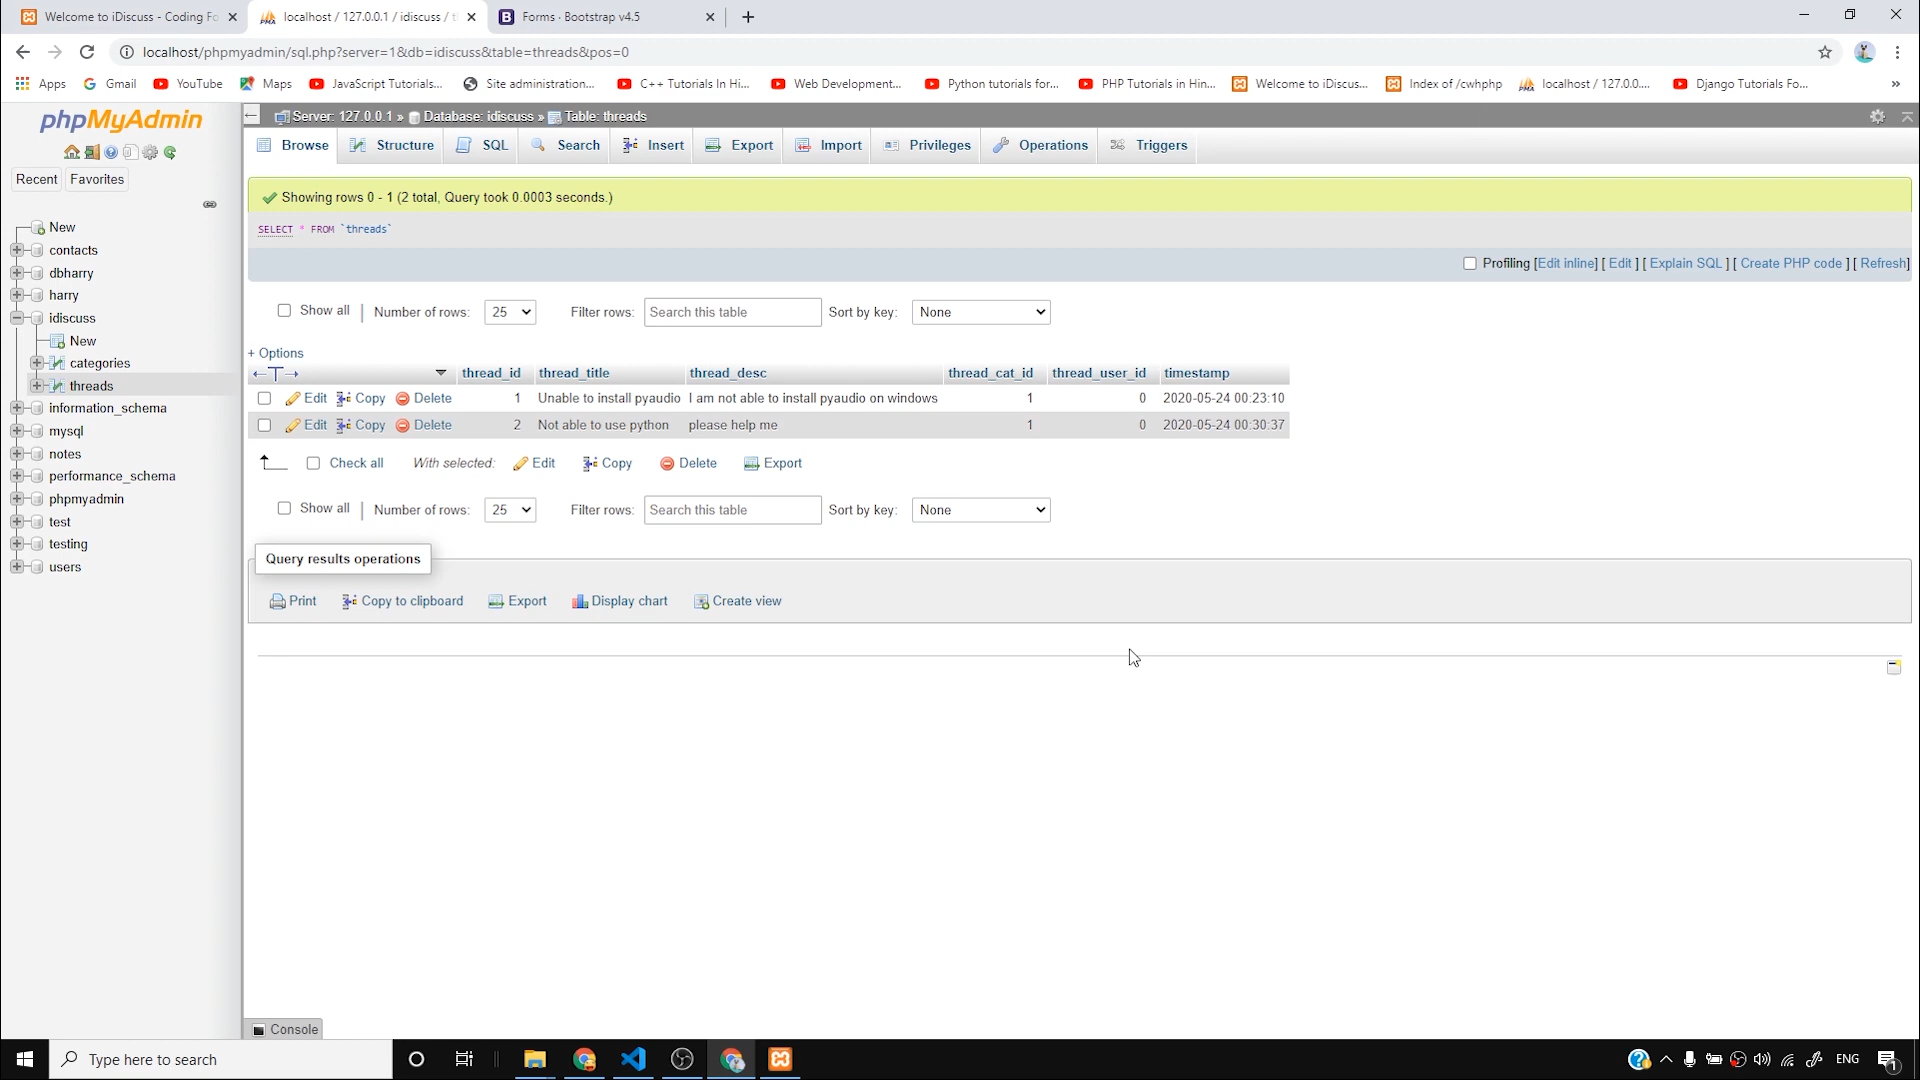 Welcome to iDiscuss - Coding Fo
localhost / 127.0.0.1 / idiscuss / t
Forms · Bootstrap v4.5
localhost/phpmyadmin/sql.php?server=1&db=idiscuss&table=threads&pos=0
Apps Gmail YouTube Maps JavaScript Tutorials... Site administration... C++ Tutorials In Hi... Web Development... Python tutorials for... PHP Tutorials in Hin... Welcome to iDiscus... Index of /cwhphp localhost / 127.0.0.... Django Tutorials Fo... »
phpMyAdmin
Recent Favorites
New
contacts
dbharry
harry
idiscuss
New
categories
threads
information_schema
mysql
notes
performance_schema
phpmyadmin
test
testing
users
Server: 127.0.0.1 » Database: idiscuss » Table: threads
Browse Structure SQL Search Insert Export Import Privileges Operations Triggers
Showing rows 0 - 1 (2 total, Query took 0.0003 seconds.)
SELECT * FROM `threads`
Profiling [Edit inline] [ Edit ] [ Explain SQL ] [ Create PHP code ] [ Refresh]
Show all | Number of rows: 25 Filter rows: Search this table Sort by key: None
+ Options
thread_id thread_title thread_desc thread_cat_id thread_user_id timestamp
Edit Copy Delete 1 Unable to install pyaudio I am not able to install pyaudio on windows 1 0 2020-05-24 00:23:10
Edit Copy Delete 2 Not able to use python please help me 1 0 2020-05-24 00:30:37
Check all With selected: Edit Copy Delete Export
Show all | Number of rows: 25 Filter rows: Search this table Sort by key: None
Query results operations
Print Copy to clipboard Export Display chart Create view
Console
Type here to search
ENG
1